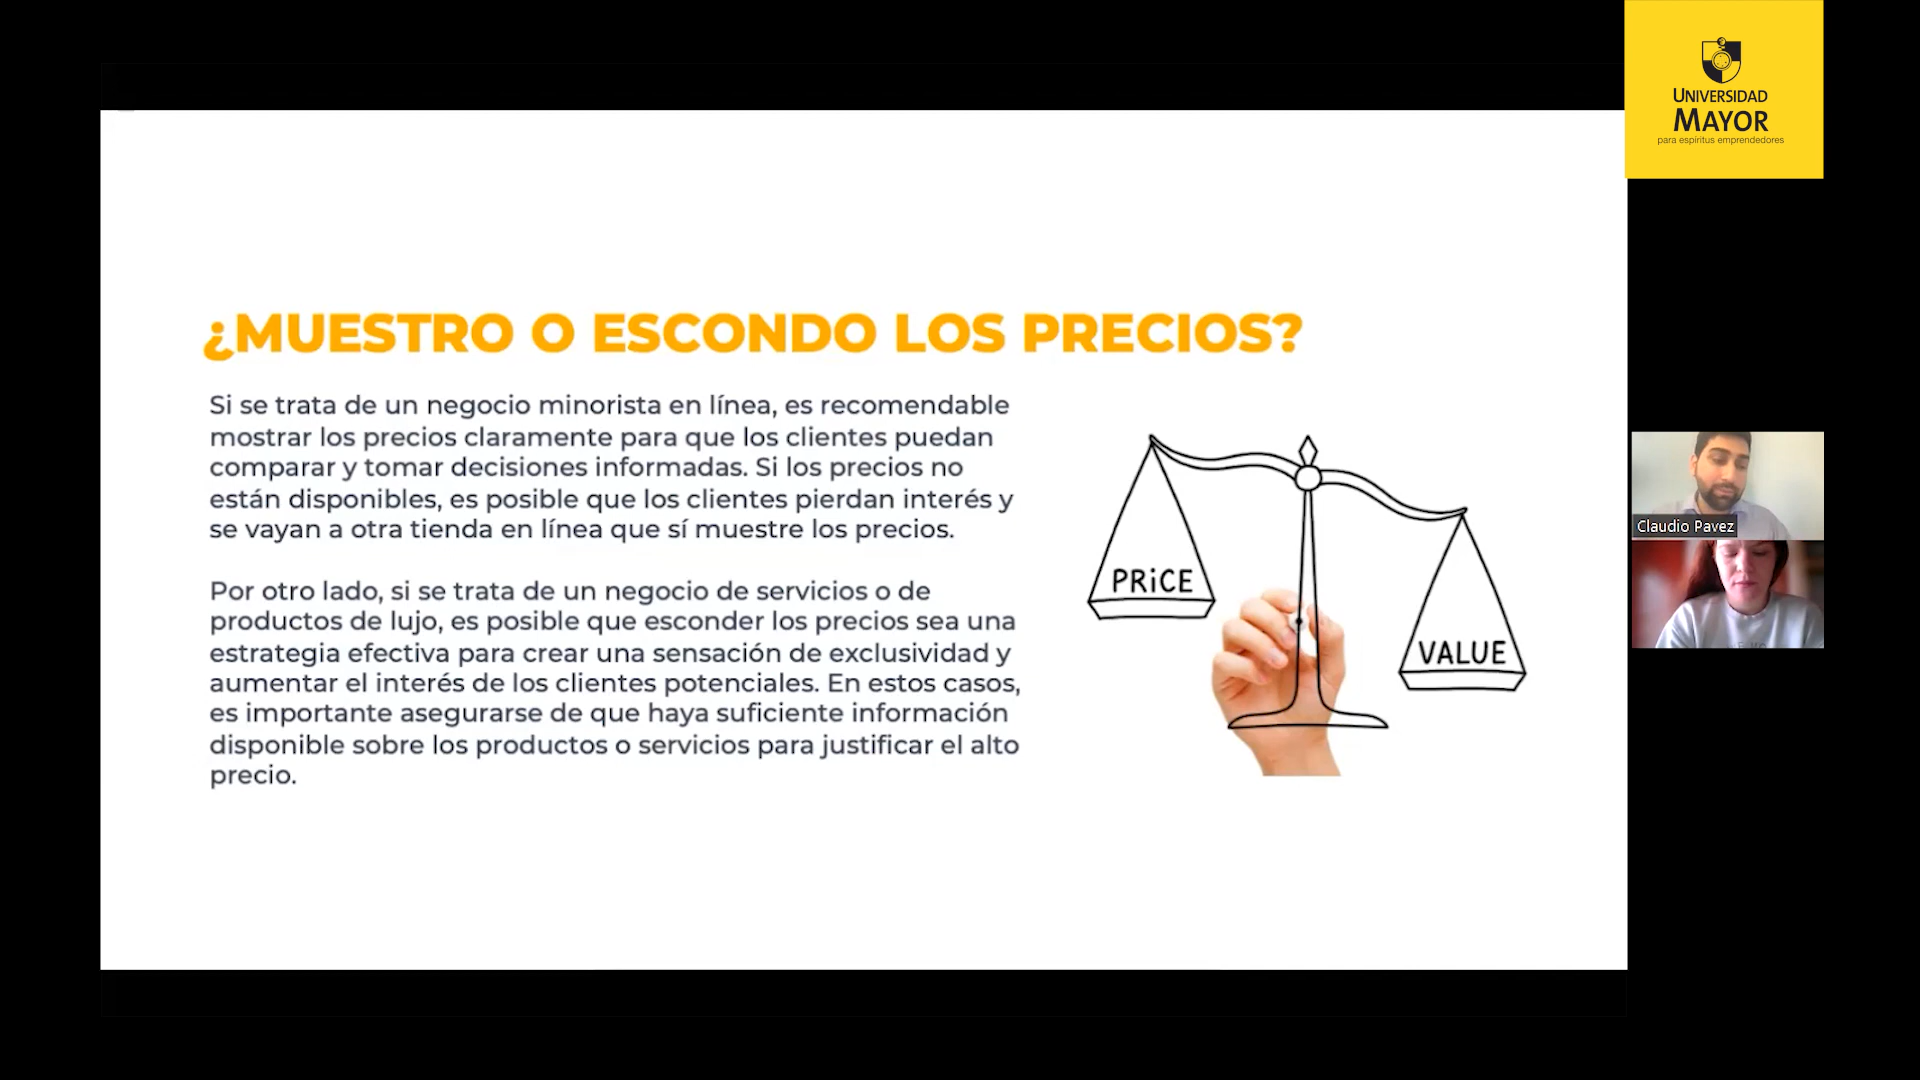 UNIVERSIDAD
MAYOR
para espíritus emprendedores
¿MUESTRO O ESCONDO LOS PRECIOS?
Si se trata de un negocio minorista en línea, es recomendable
mostrar los precios claramente para que los clientes puedan
comparar y tomar decisiones informadas. Si los precios no
están disponibles, es posible que los clientes pierdan interés y
se vayan a otra tienda en línea que sí muestre los precios.
Por otro lado, si se trata de un negocio de servicios o de
productos de lujo, es posible que esconder los precios sea una
estrategia efectiva para crear una sensación de exclusividad y
aumentar el interés de los clientes potenciales. En estos casos,
es importante asegurarse de que haya suficiente información
disponible sobre los productos o servicios para justificar el alto
precio.
PRiCE
VALUE
Claudio Pavez